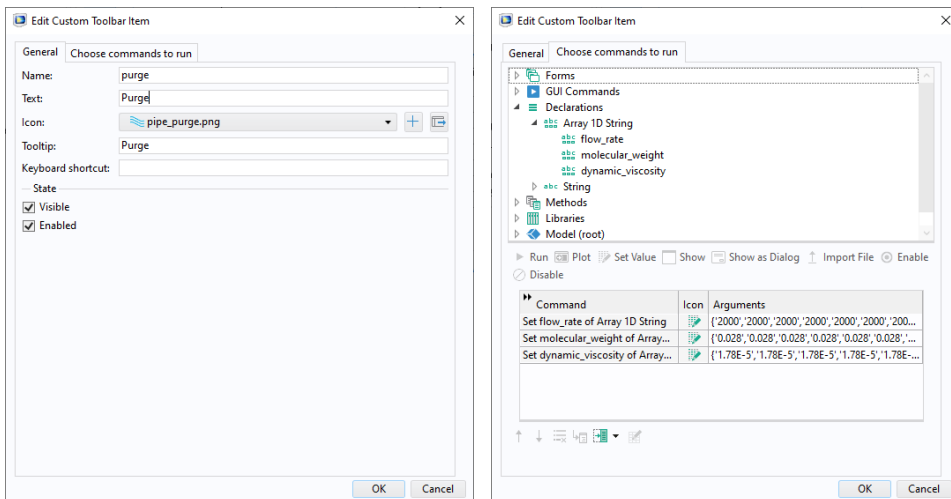 Edit Custom Toolbar Item
General Choose commands to run
Name: purge
Text: Purge
Icon: pipe_purge.png
Tooltip: Purge
Keyboard shortcut:
State
Visible
Enabled
OK Cancel
Edit Custom Toolbar Item
General Choose commands to run
Forms
GUI Commands
Declarations
abc Array 1D String
abc flow_rate
abc molecular_weight
abc dynamic_viscosity
abc String
Methods
Libraries
Model (root)
Run Plot Set Value Show Show as Dialog Import File Enable
Disable
Command Icon Arguments
Set flow_rate of Array 1D String {'2000','2000','2000','2000','2000','2000','200...
Set molecular_weight of Array... {'0.028','0.028','0.028','0.028','0.028','0.028','...
Set dynamic_viscosity of Array... {'1.78E-5','1.78E-5','1.78E-5','1.78E-5','1.78E-...
OK Cancel